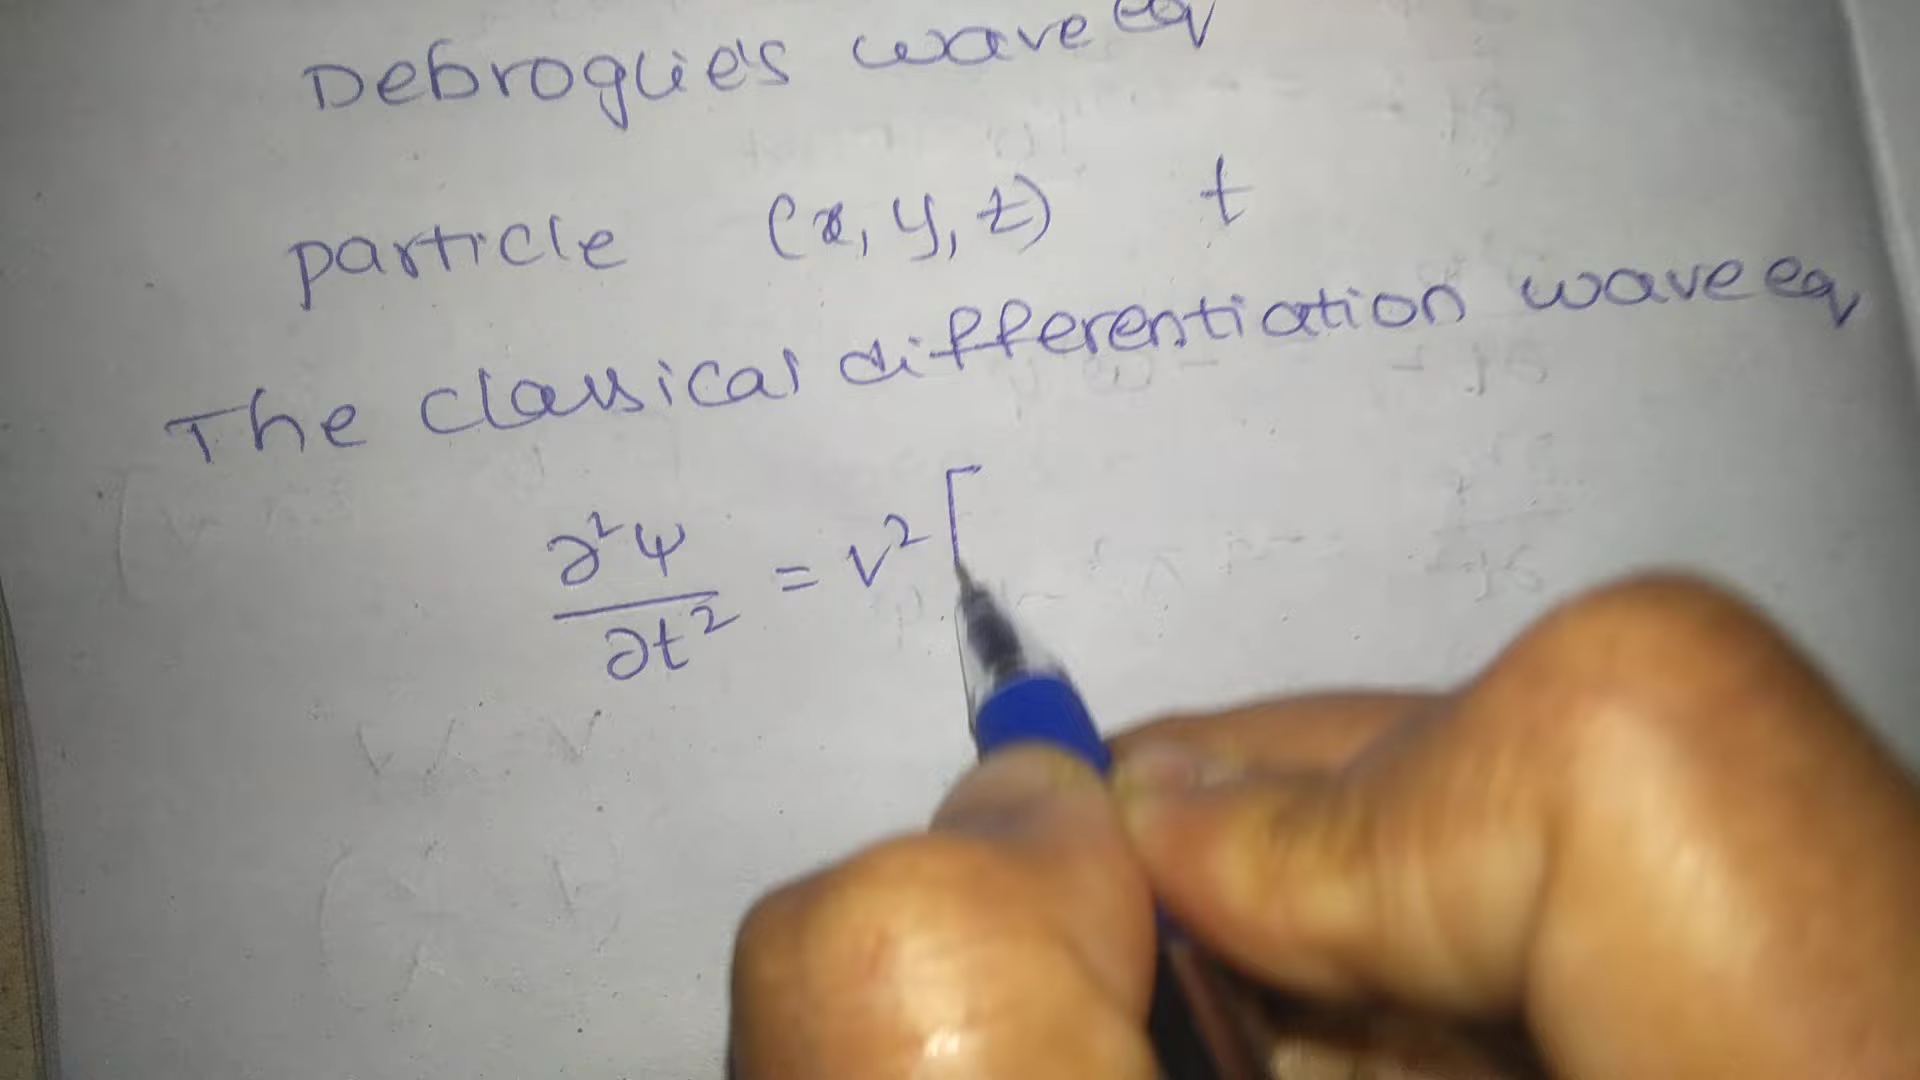 Debroglie's wave eq
particle (x, y, z) t
The classical differentiation wave eq
∂²ψ/∂t² = v² [